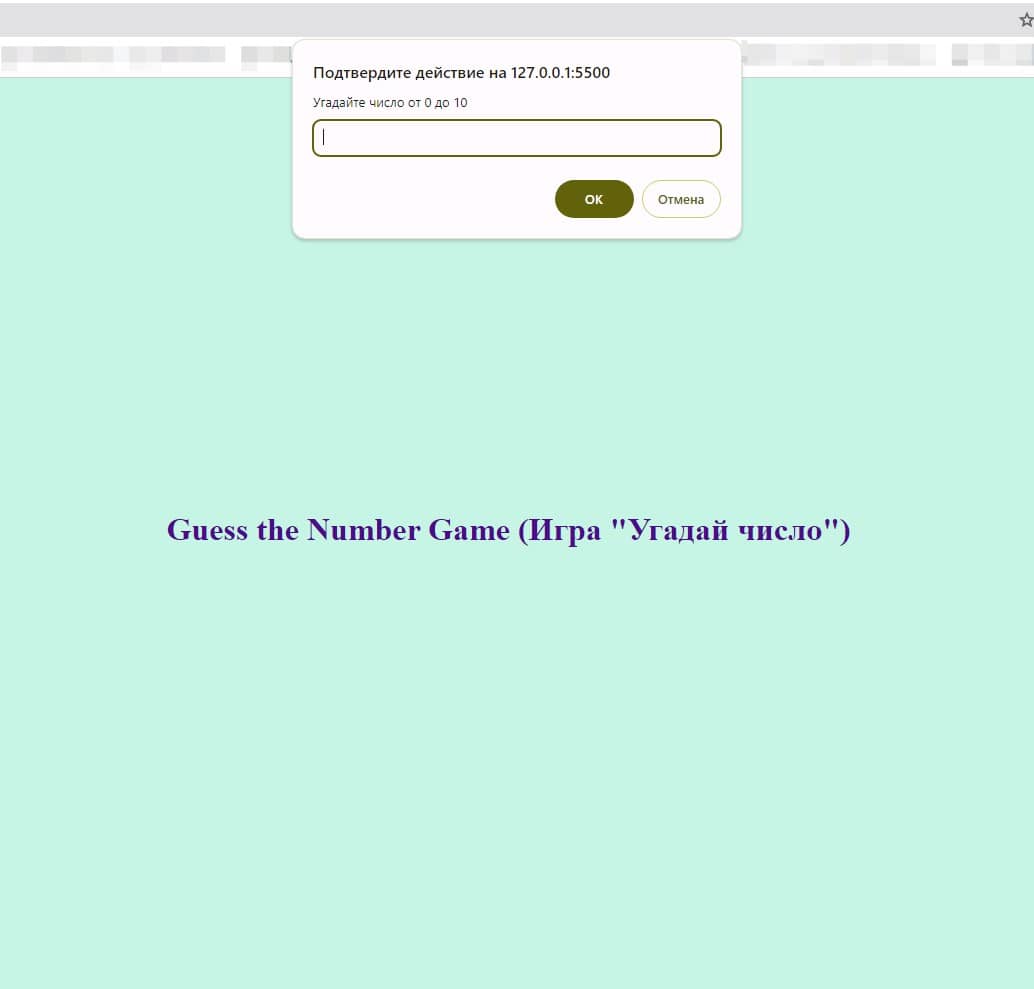 Подтвердите действие на 127.0.0.1:5500
Угадайте число от 0 до 10
ОК
Отмена
Guess the Number Game (Игра "Угадай число")